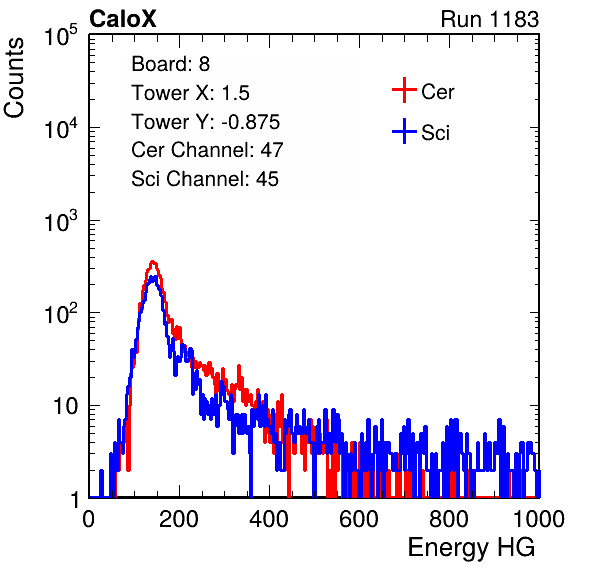 CaloX Run 1183
Counts
10^5
10^4
10^3
10^2
10
1
Board: 8
Tower X: 1.5
Tower Y: -0.875
Cer Channel: 47
Sci Channel: 45
Cer
Sci
0 200 400 600 800 1000
Energy HG